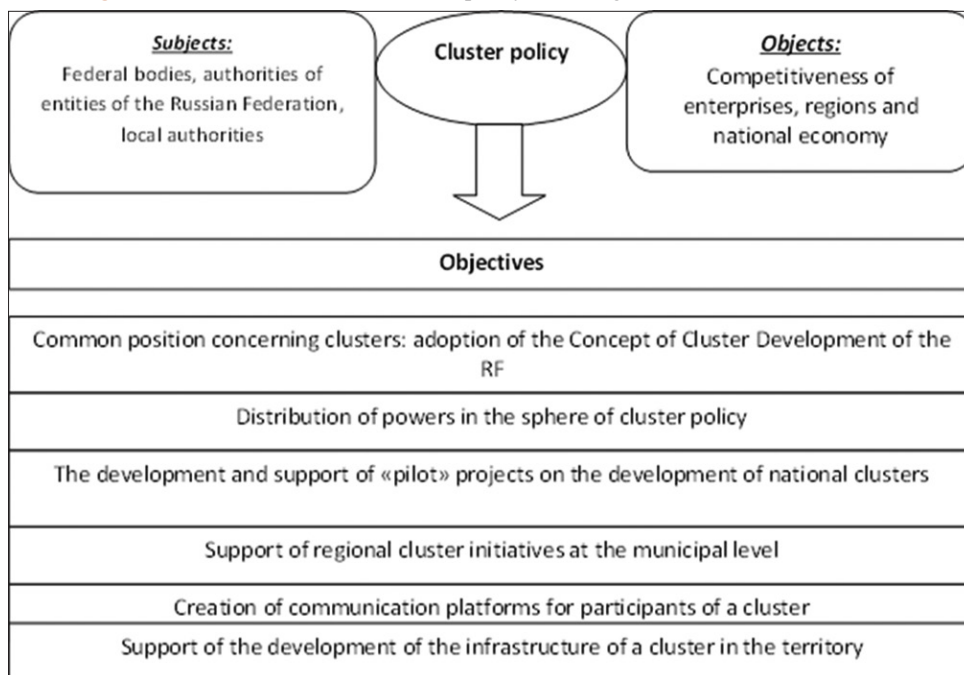 Subjects:
Federal bodies, authorities of
entities of the Russian Federation,
local authorities
Cluster policy
Objects:
Competitiveness of
enterprises, regions and
national economy
Objectives
Common position concerning clusters: adoption of the Concept of Cluster Development of the
RF
Distribution of powers in the sphere of cluster policy
The development and support of «pilot» projects on the development of national clusters
Support of regional cluster initiatives at the municipal level
Creation of communication platforms for participants of a cluster
Support of the development of the infrastructure of a cluster in the territory